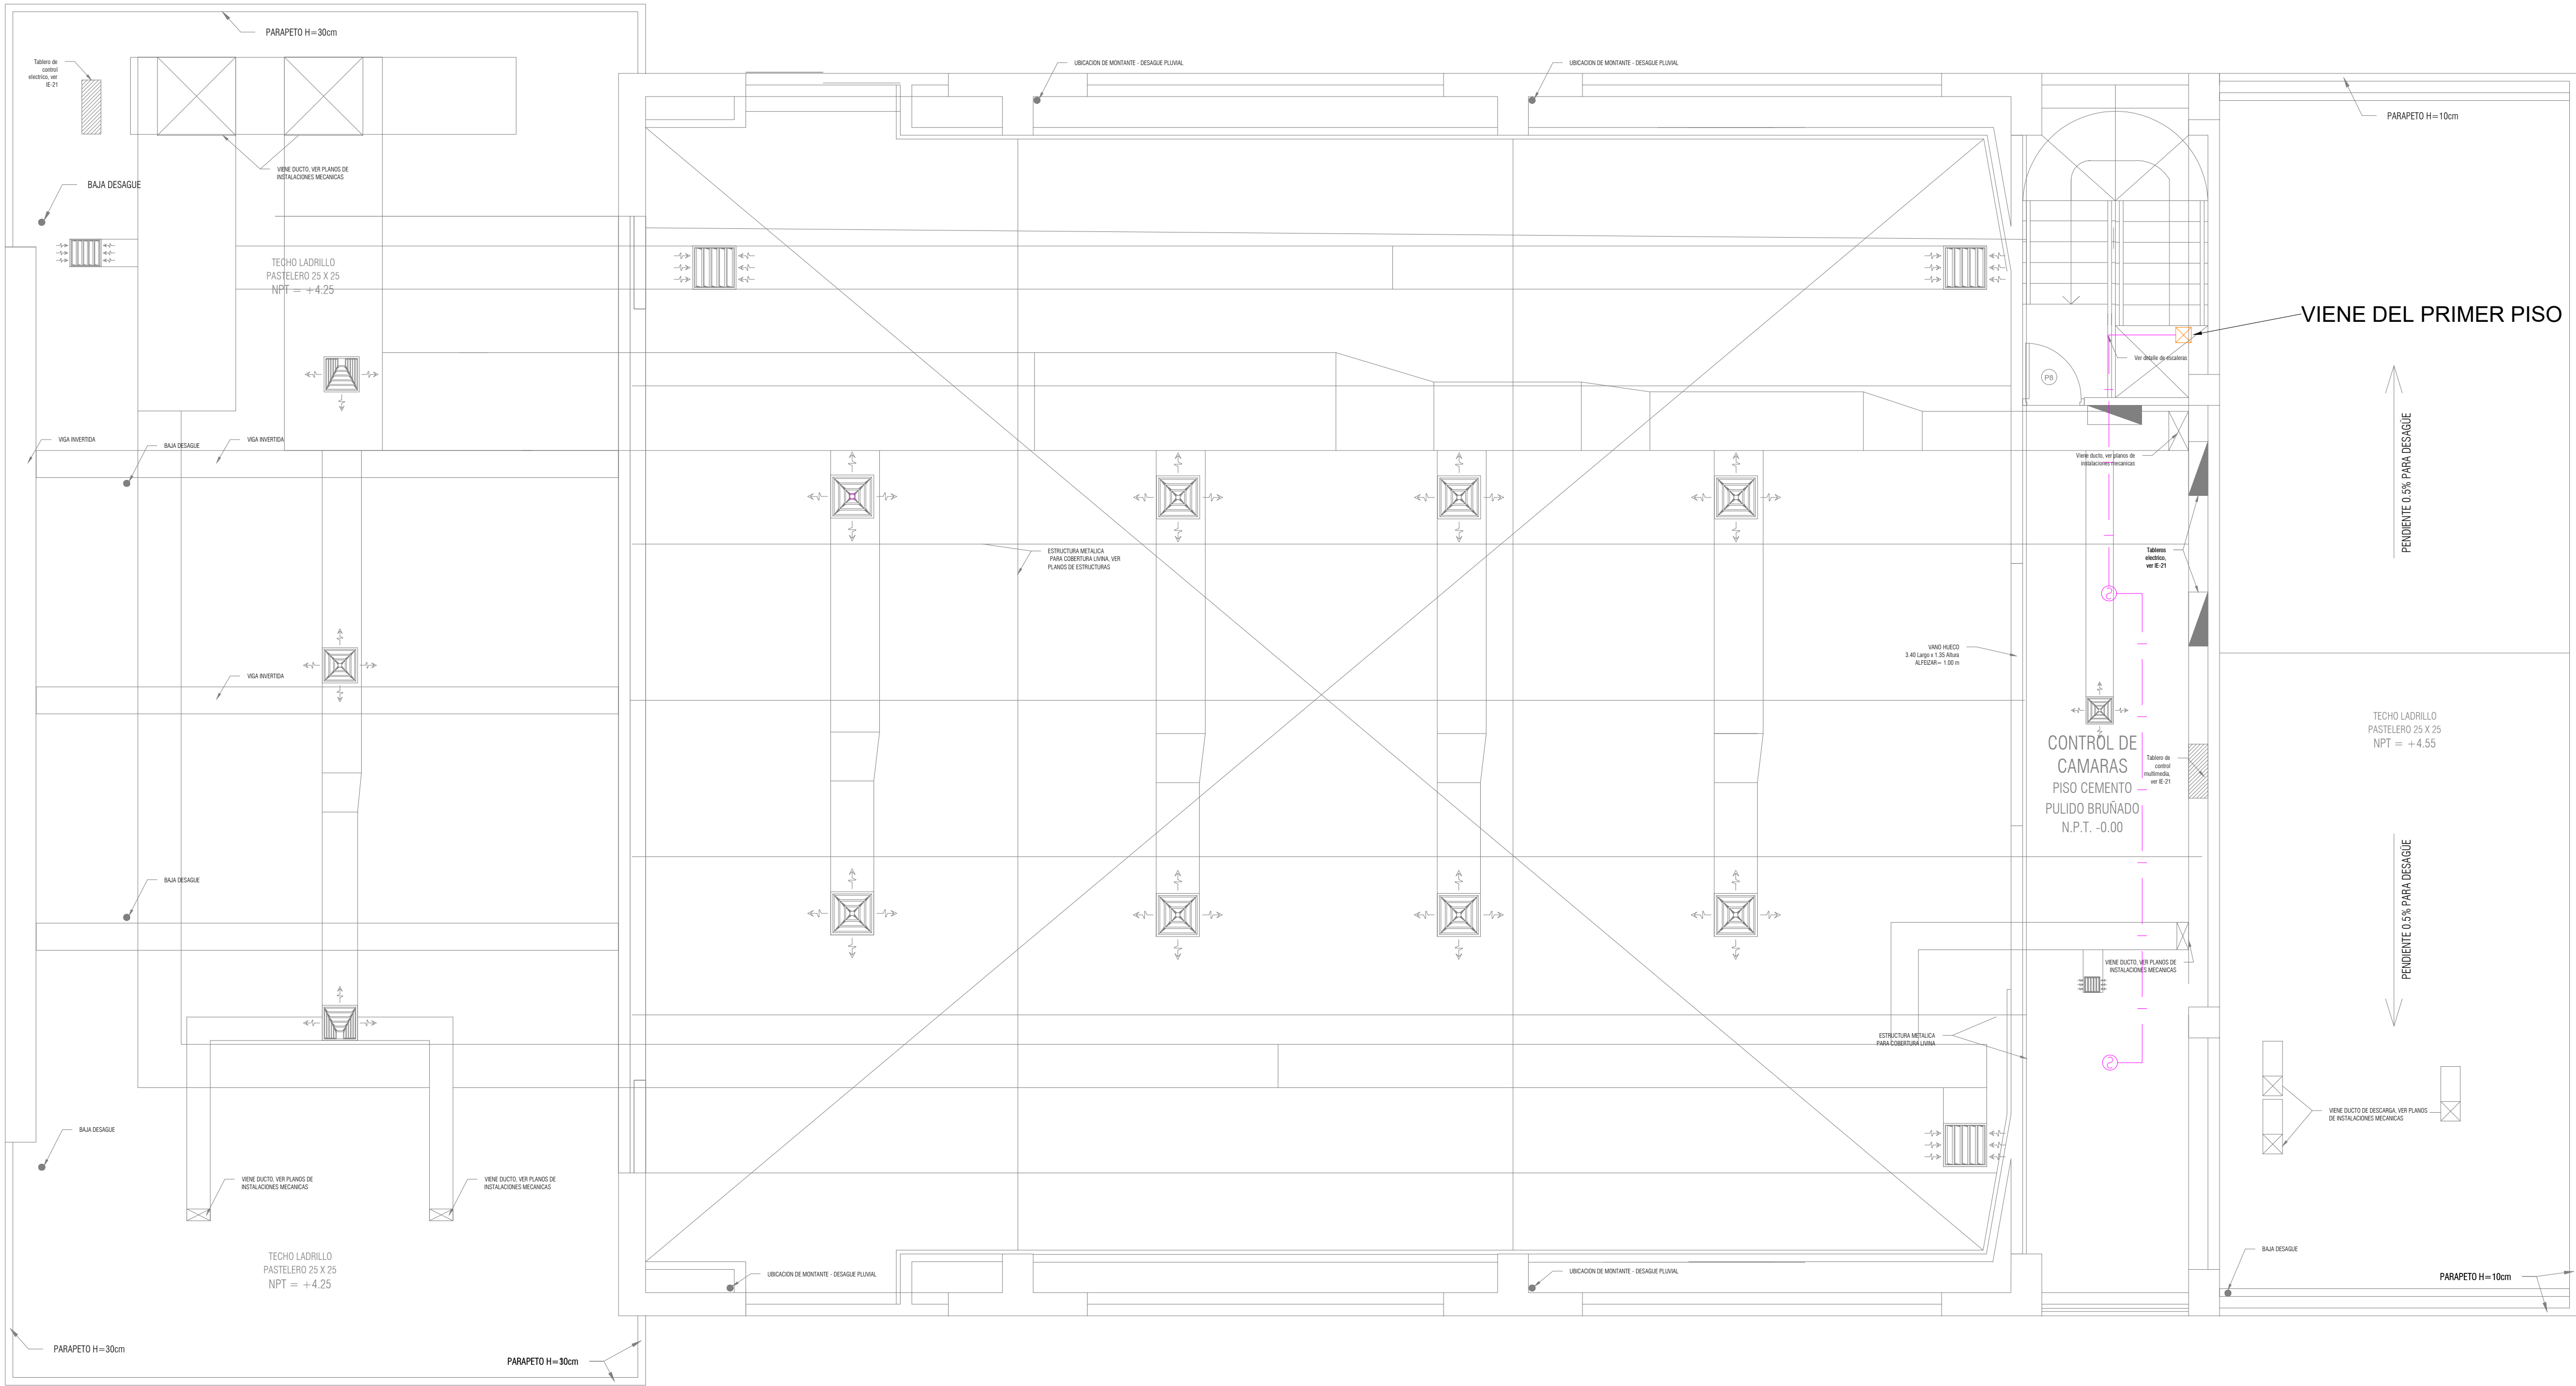 PARAPETO H=30cm
Tablero de
control
electrico, ver
IE-21
UBICACION DE MONTANTE - DESAGUE PLUVIAL
UBICACION DE MONTANTE - DESAGUE PLUVIAL
PARAPETO H=10cm
VIENE DUCTO, VER PLANOS DE
INSTALACIONES MECANICAS
BAJA DESAGUE
TECHO LADRILLO
PASTELERO 25 X 25
NPT = +4.25
VIENE DEL PRIMER PISO
Ver detalle de escaleras
P8
VIGA INVERTIDA
BAJA DESAGUE
VIGA INVERTIDA
Viene ducto, ver planos de
instalaciones mecanicas
PENDIENTE 0.5% PARA DESAGÜE
ESTRUCTURA METALICA
PARA COBERTURA LIVINA, VER
PLANOS DE ESTRUCTURAS
Tableros
electrico,
ver IE-21
VANO HUECO
3.40 Largo x 1.35 Altura
ALFEIZAR= 1.00 m
VIGA INVERTIDA
TECHO LADRILLO
PASTELERO 25 X 25
NPT = +4.55
CONTROL DE
CAMARAS
PISO CEMENTO
PULIDO BRUÑADO
N.P.T. -0.00
Tablero de
control
multimedia,
ver IE-21
PENDIENTE 0.5% PARA DESAGÜE
BAJA DESAGUE
VIENE DUCTO, VER PLANOS DE
INSTALACIONES MECANICAS
ESTRUCTURA METALICA
PARA COBERTURA LIVINA
VIENE DUCTO DE DESCARGA, VER PLANOS
DE INSTALACIONES MECANICAS
BAJA DESAGUE
VIENE DUCTO, VER PLANOS DE
INSTALACIONES MECANICAS
VIENE DUCTO, VER PLANOS DE
INSTALACIONES MECANICAS
TECHO LADRILLO
PASTELERO 25 X 25
NPT = +4.25
UBICACION DE MONTANTE - DESAGUE PLUVIAL
UBICACION DE MONTANTE - DESAGUE PLUVIAL
BAJA DESAGUE
PARAPETO H=10cm
PARAPETO H=30cm
PARAPETO H=30cm